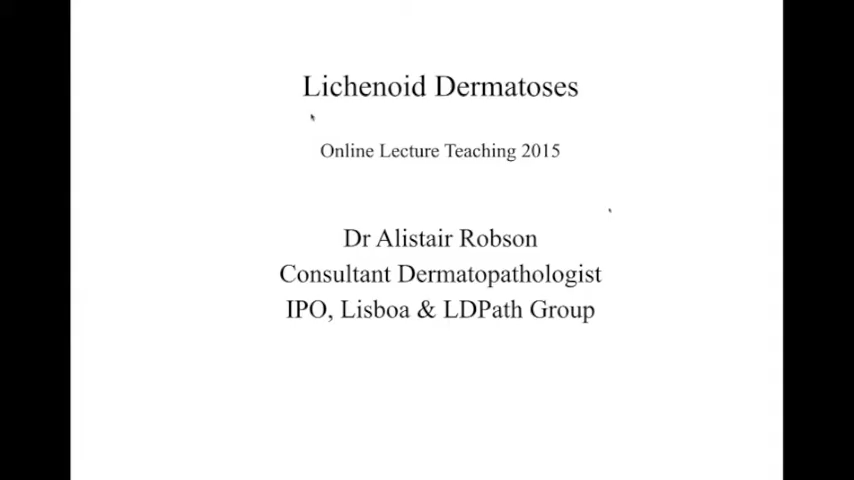 Lichenoid Dermatoses
Online Lecture Teaching 2015
Dr Alistair Robson
Consultant Dermatopathologist
IPO, Lisboa & LDPath Group